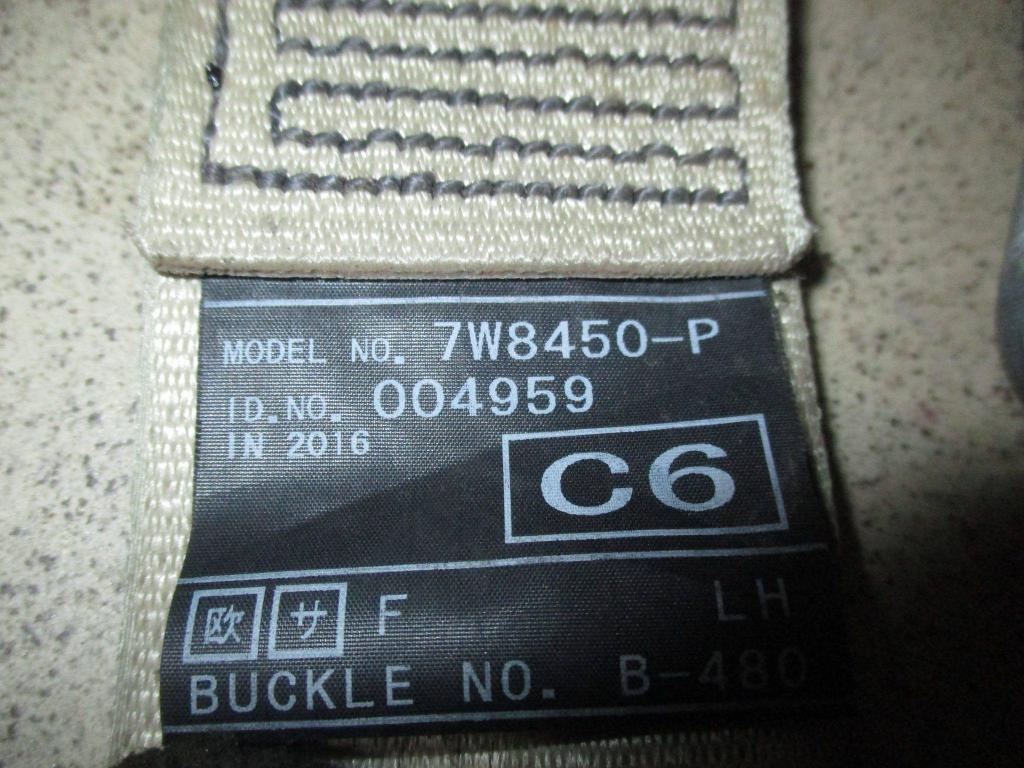 MODEL NO. 7W8450-P
ID.NO. 004959
IN 2016
C6
欧 サ F LH
BUCKLE NO. B-480